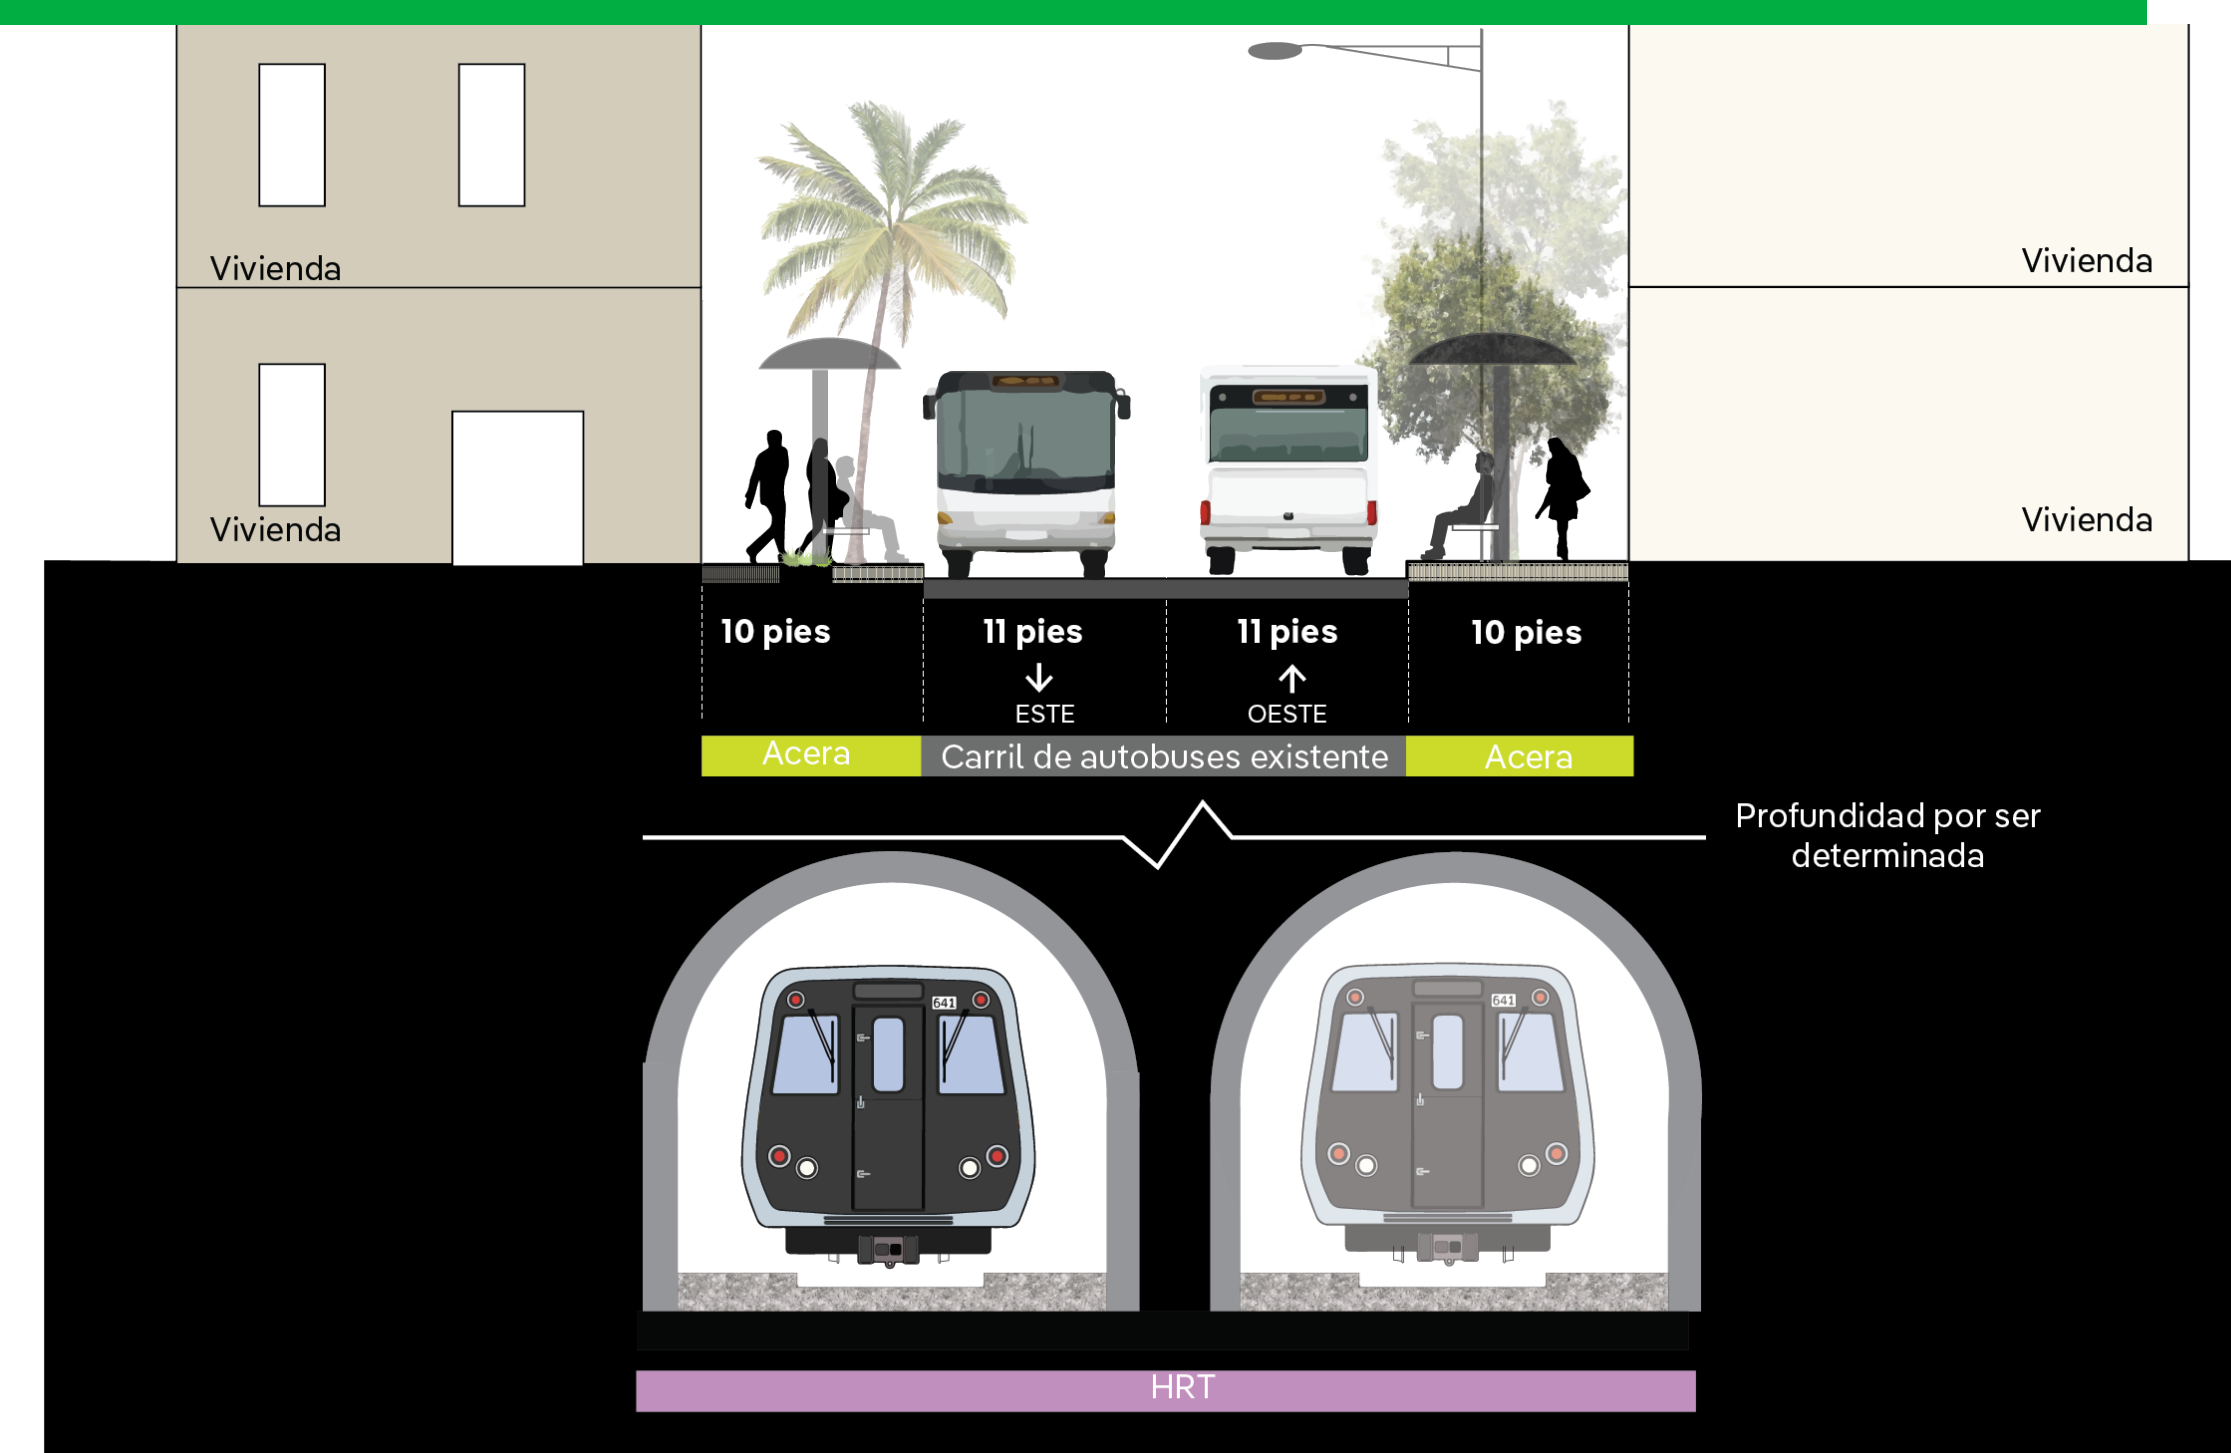 Vivienda
Vivienda
Vivienda
Vivienda
10 pies
11 pies
11 pies
10 pies
ESTE
OESTE
Acera
Carril de autobuses existente
Acera
Profundidad por ser
determinada
641
641
HRT